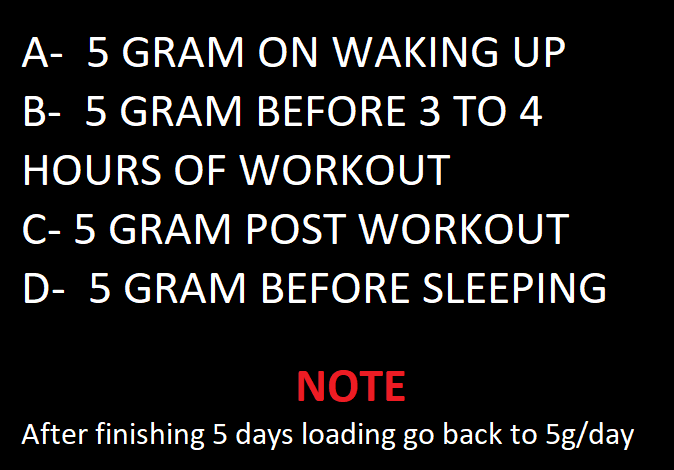 A-  5 GRAM ON WAKING UP
B-  5 GRAM BEFORE 3 TO 4
HOURS OF WORKOUT
C- 5 GRAM POST WORKOUT
D-  5 GRAM BEFORE SLEEPING
NOTE
After finishing 5 days loading go back to 5g/day